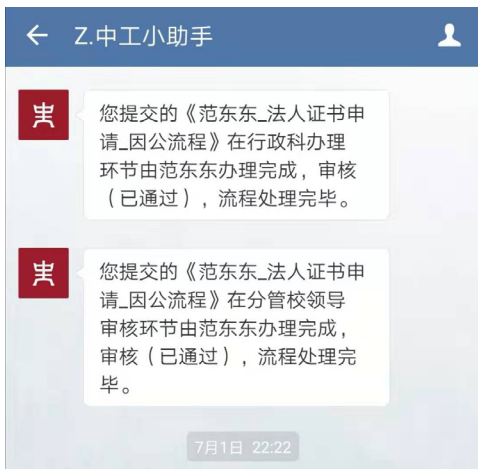 Z.中工小助手
您提交的《范东东_法人证书申
请_因公流程》在行政科办理
环节由范东东办理完成，审核
（已通过），流程处理完毕。
您提交的《范东东_法人证书申
请_因公流程》在分管校领导
审核环节由范东东办理完成，
审核（已通过），流程处理完
毕。
7月1日 22:22